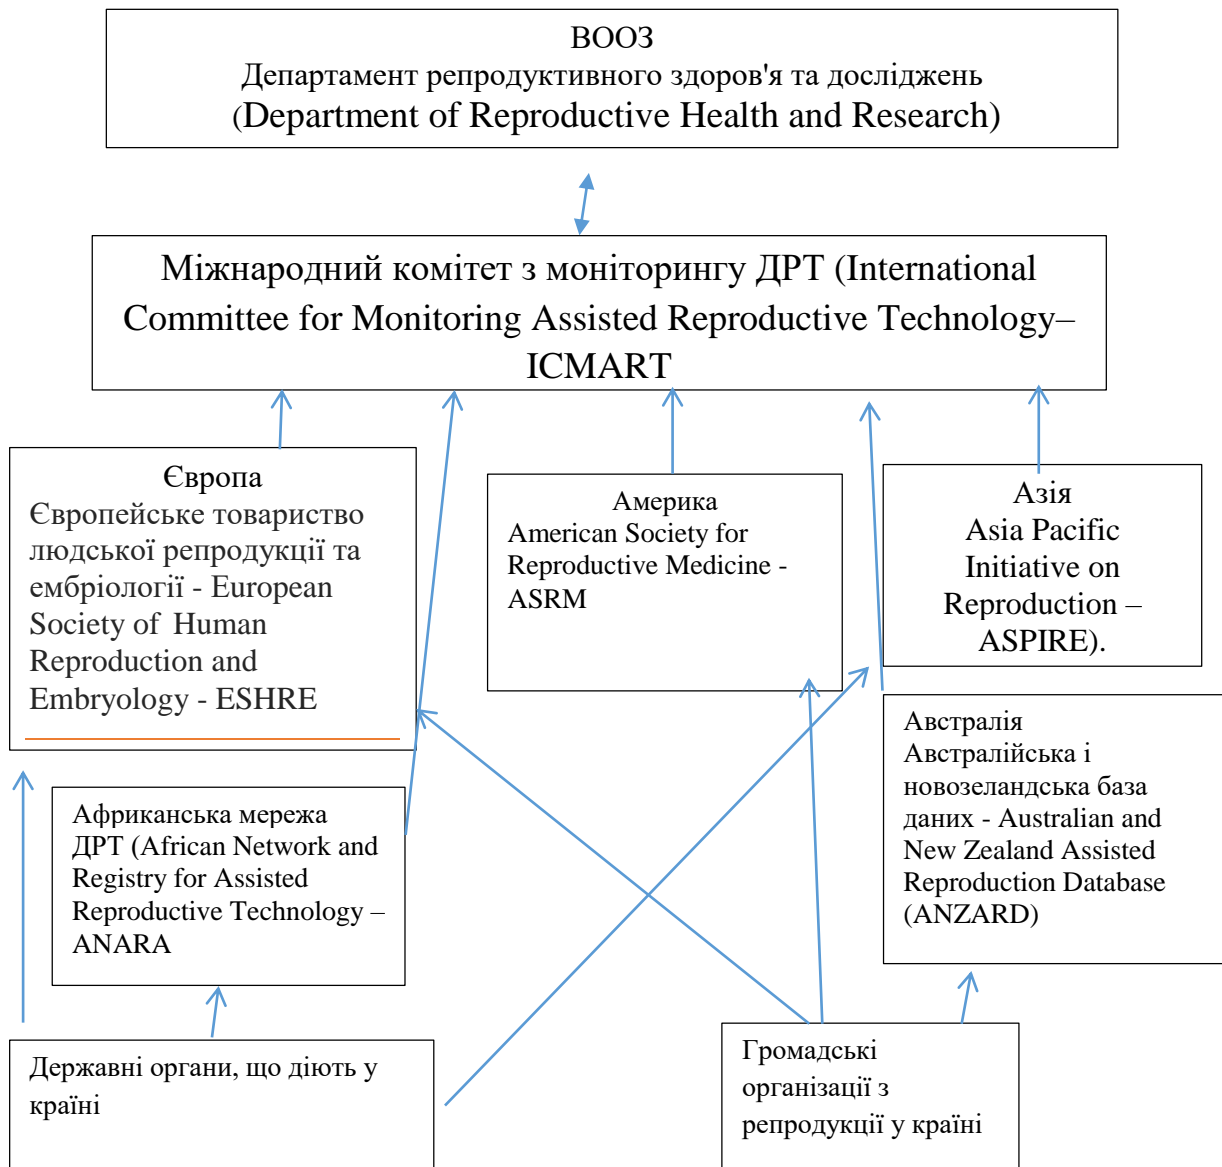 ВООЗ
Департамент репродуктивного здоров'я та досліджень
(Department of Reproductive Health and Research)
Міжнародний комітет з моніторингу ДРТ (International
Committee for Monitoring Assisted Reproductive Technology–
ICMART
Європа
Європейське товариство
людської репродукції та
ембріології - European
Society of Human
Reproduction and
Embryology - ESHRE
Америка
American Society for
Reproductive Medicine -
ASRM
Азія
Asia Pacific
Initiative on
Reproduction –
ASPIRE).
Африканська мережа
ДРТ (African Network and
Registry for Assisted
Reproductive Technology –
ANARA
Австралія
Австралійська і
новозеландська база
даних - Australian and
New Zealand Assisted
Reproduction Database
(ANZARD)
Державні органи, що діють у
країні
Громадські
організації з
репродукції у країні